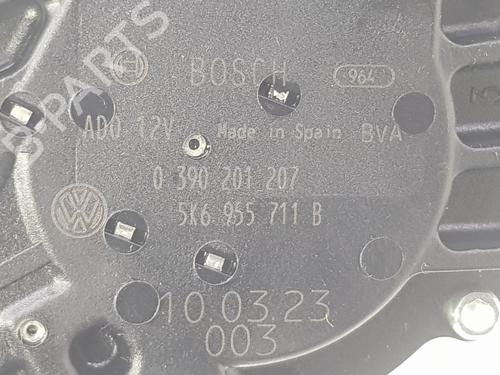 BOSCH 964
AD0 12V Made in Spain BVA
0 390 201 207
5K6 955 711 B
10.03.23
003
B-PARTS